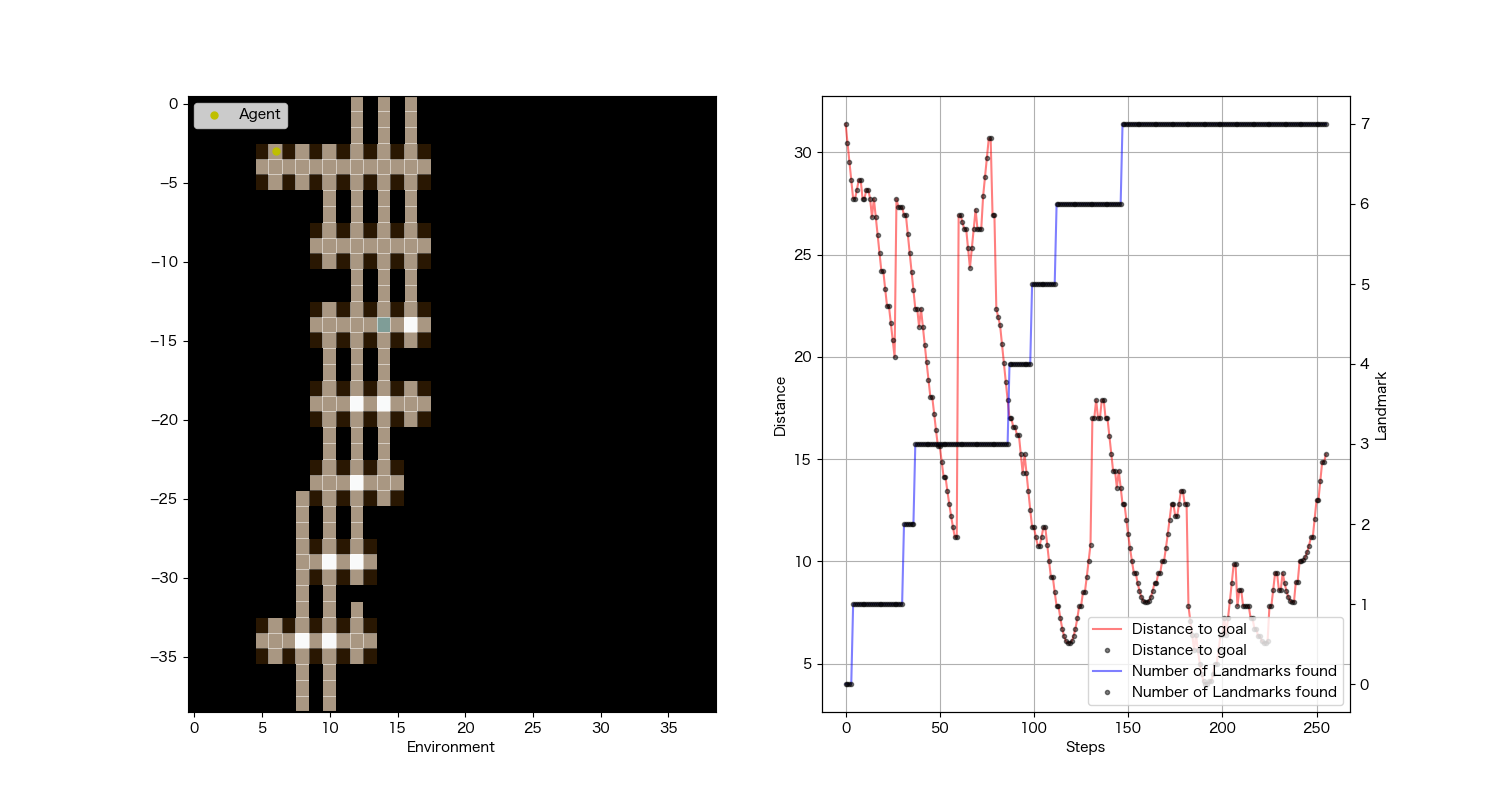 Agent
0
−5
−10
−15
−20
−25
−30
−35
0 5 10 15 20 25 30 35
Environment
30
25
20
15
10
5
Distance
7
6
5
4
3
2
1
0
Landmark
Distance to goal
Distance to goal
Number of Landmarks found
Number of Landmarks found
0 50 100 150 200 250
Steps